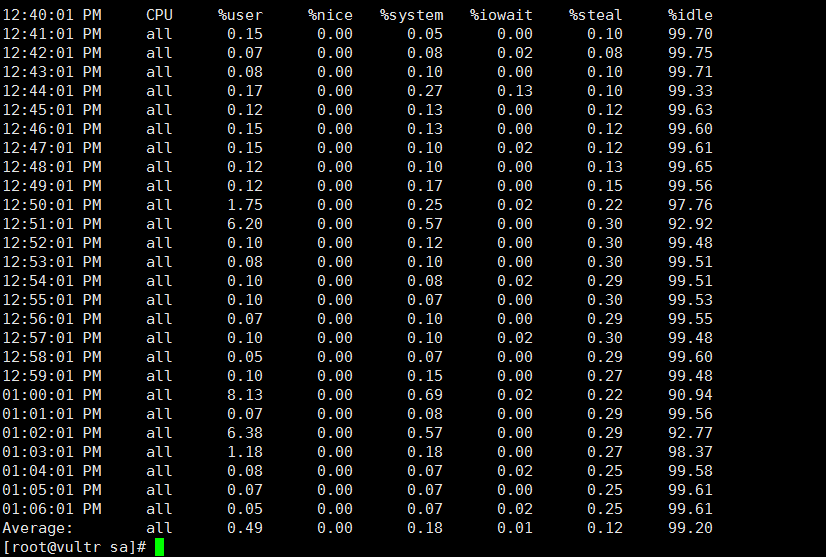 12:40:01 PM     CPU     %user     %nice   %system   %iowait    %steal     %idle
12:41:01 PM     all      0.15      0.00      0.05      0.00      0.10     99.70
12:42:01 PM     all      0.07      0.00      0.08      0.02      0.08     99.75
12:43:01 PM     all      0.08      0.00      0.10      0.00      0.10     99.71
12:44:01 PM     all      0.17      0.00      0.27      0.13      0.10     99.33
12:45:01 PM     all      0.12      0.00      0.13      0.00      0.12     99.63
12:46:01 PM     all      0.15      0.00      0.13      0.00      0.12     99.60
12:47:01 PM     all      0.15      0.00      0.10      0.02      0.12     99.61
12:48:01 PM     all      0.12      0.00      0.10      0.00      0.13     99.65
12:49:01 PM     all      0.12      0.00      0.17      0.00      0.15     99.56
12:50:01 PM     all      1.75      0.00      0.25      0.02      0.22     97.76
12:51:01 PM     all      6.20      0.00      0.57      0.00      0.30     92.92
12:52:01 PM     all      0.10      0.00      0.12      0.00      0.30     99.48
12:53:01 PM     all      0.08      0.00      0.10      0.00      0.30     99.51
12:54:01 PM     all      0.10      0.00      0.08      0.02      0.29     99.51
12:55:01 PM     all      0.10      0.00      0.07      0.00      0.30     99.53
12:56:01 PM     all      0.07      0.00      0.10      0.00      0.29     99.55
12:57:01 PM     all      0.10      0.00      0.10      0.02      0.30     99.48
12:58:01 PM     all      0.05      0.00      0.07      0.00      0.29     99.60
12:59:01 PM     all      0.10      0.00      0.15      0.00      0.27     99.48
01:00:01 PM     all      8.13      0.00      0.69      0.02      0.22     90.94
01:01:01 PM     all      0.07      0.00      0.08      0.00      0.29     99.56
01:02:01 PM     all      6.38      0.00      0.57      0.00      0.29     92.77
01:03:01 PM     all      1.18      0.00      0.18      0.00      0.27     98.37
01:04:01 PM     all      0.08      0.00      0.07      0.02      0.25     99.58
01:05:01 PM     all      0.07      0.00      0.07      0.00      0.25     99.61
01:06:01 PM     all      0.05      0.00      0.07      0.02      0.25     99.61
Average:        all      0.49      0.00      0.18      0.01      0.12     99.20
[root@vultr sa]#